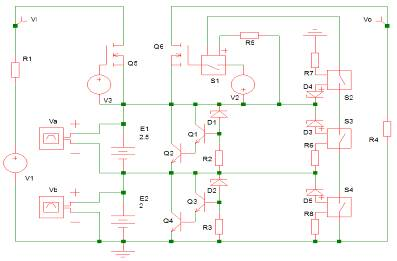 Vi
Vo
R1
Q5
Q6
R5
S1
V2
V3
R7
D4
S2
Va
E1
2.5
Q1
D1
Q2
R2
D3
R6
S3
R4
V1
Vb
E2
2
Q3
D2
Q4
R3
D5
R8
S4